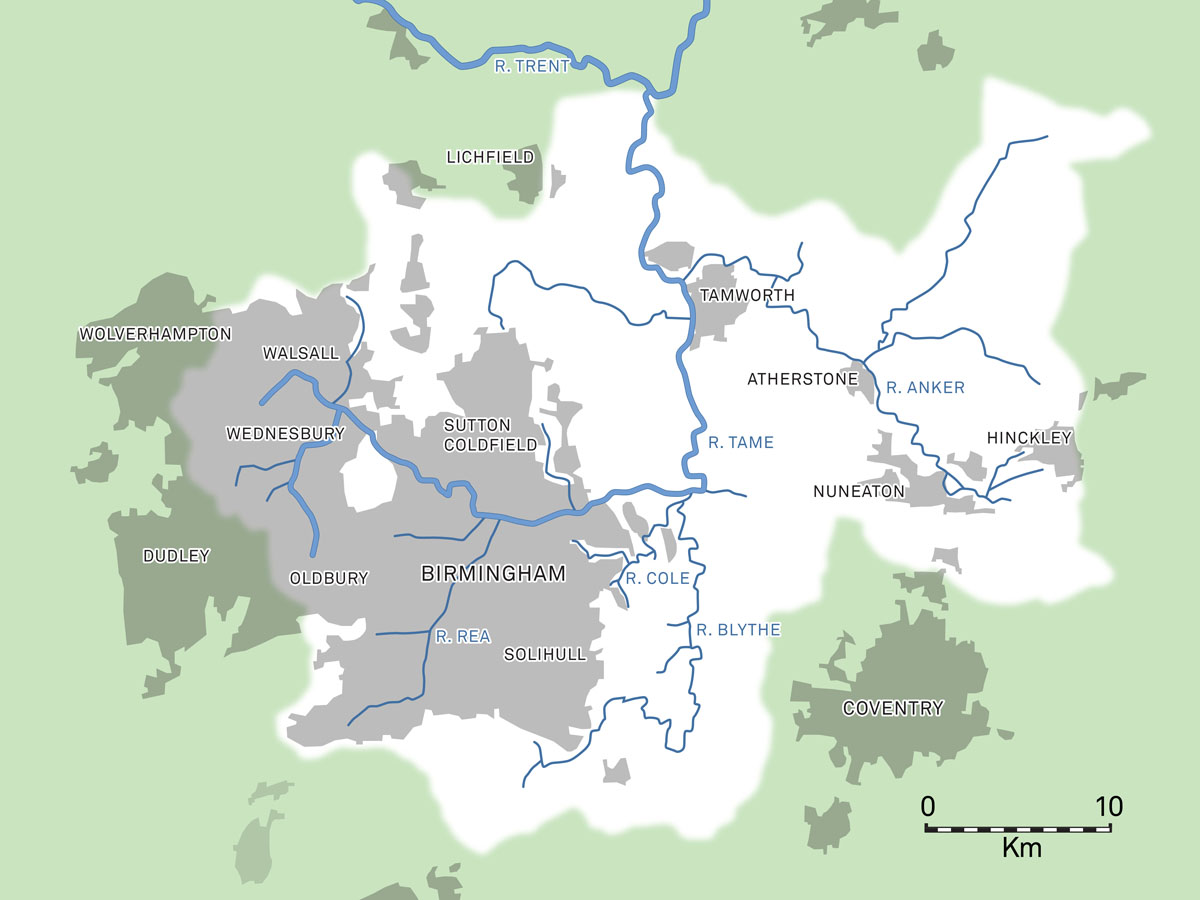 R. TRENT
LICHFIELD
TAMWORTH
WOLVERHAMPTON
WALSALL
ATHERSTONE
R. ANKER
SUTTON
COLDFIELD
WEDNESBURY
R. TAME
HINCKLEY
NUNEATON
DUDLEY
OLDBURY
BIRMINGHAM
R. COLE
R. BLYTHE
R. REA
SOLIHULL
COVENTRY
0 10
Km